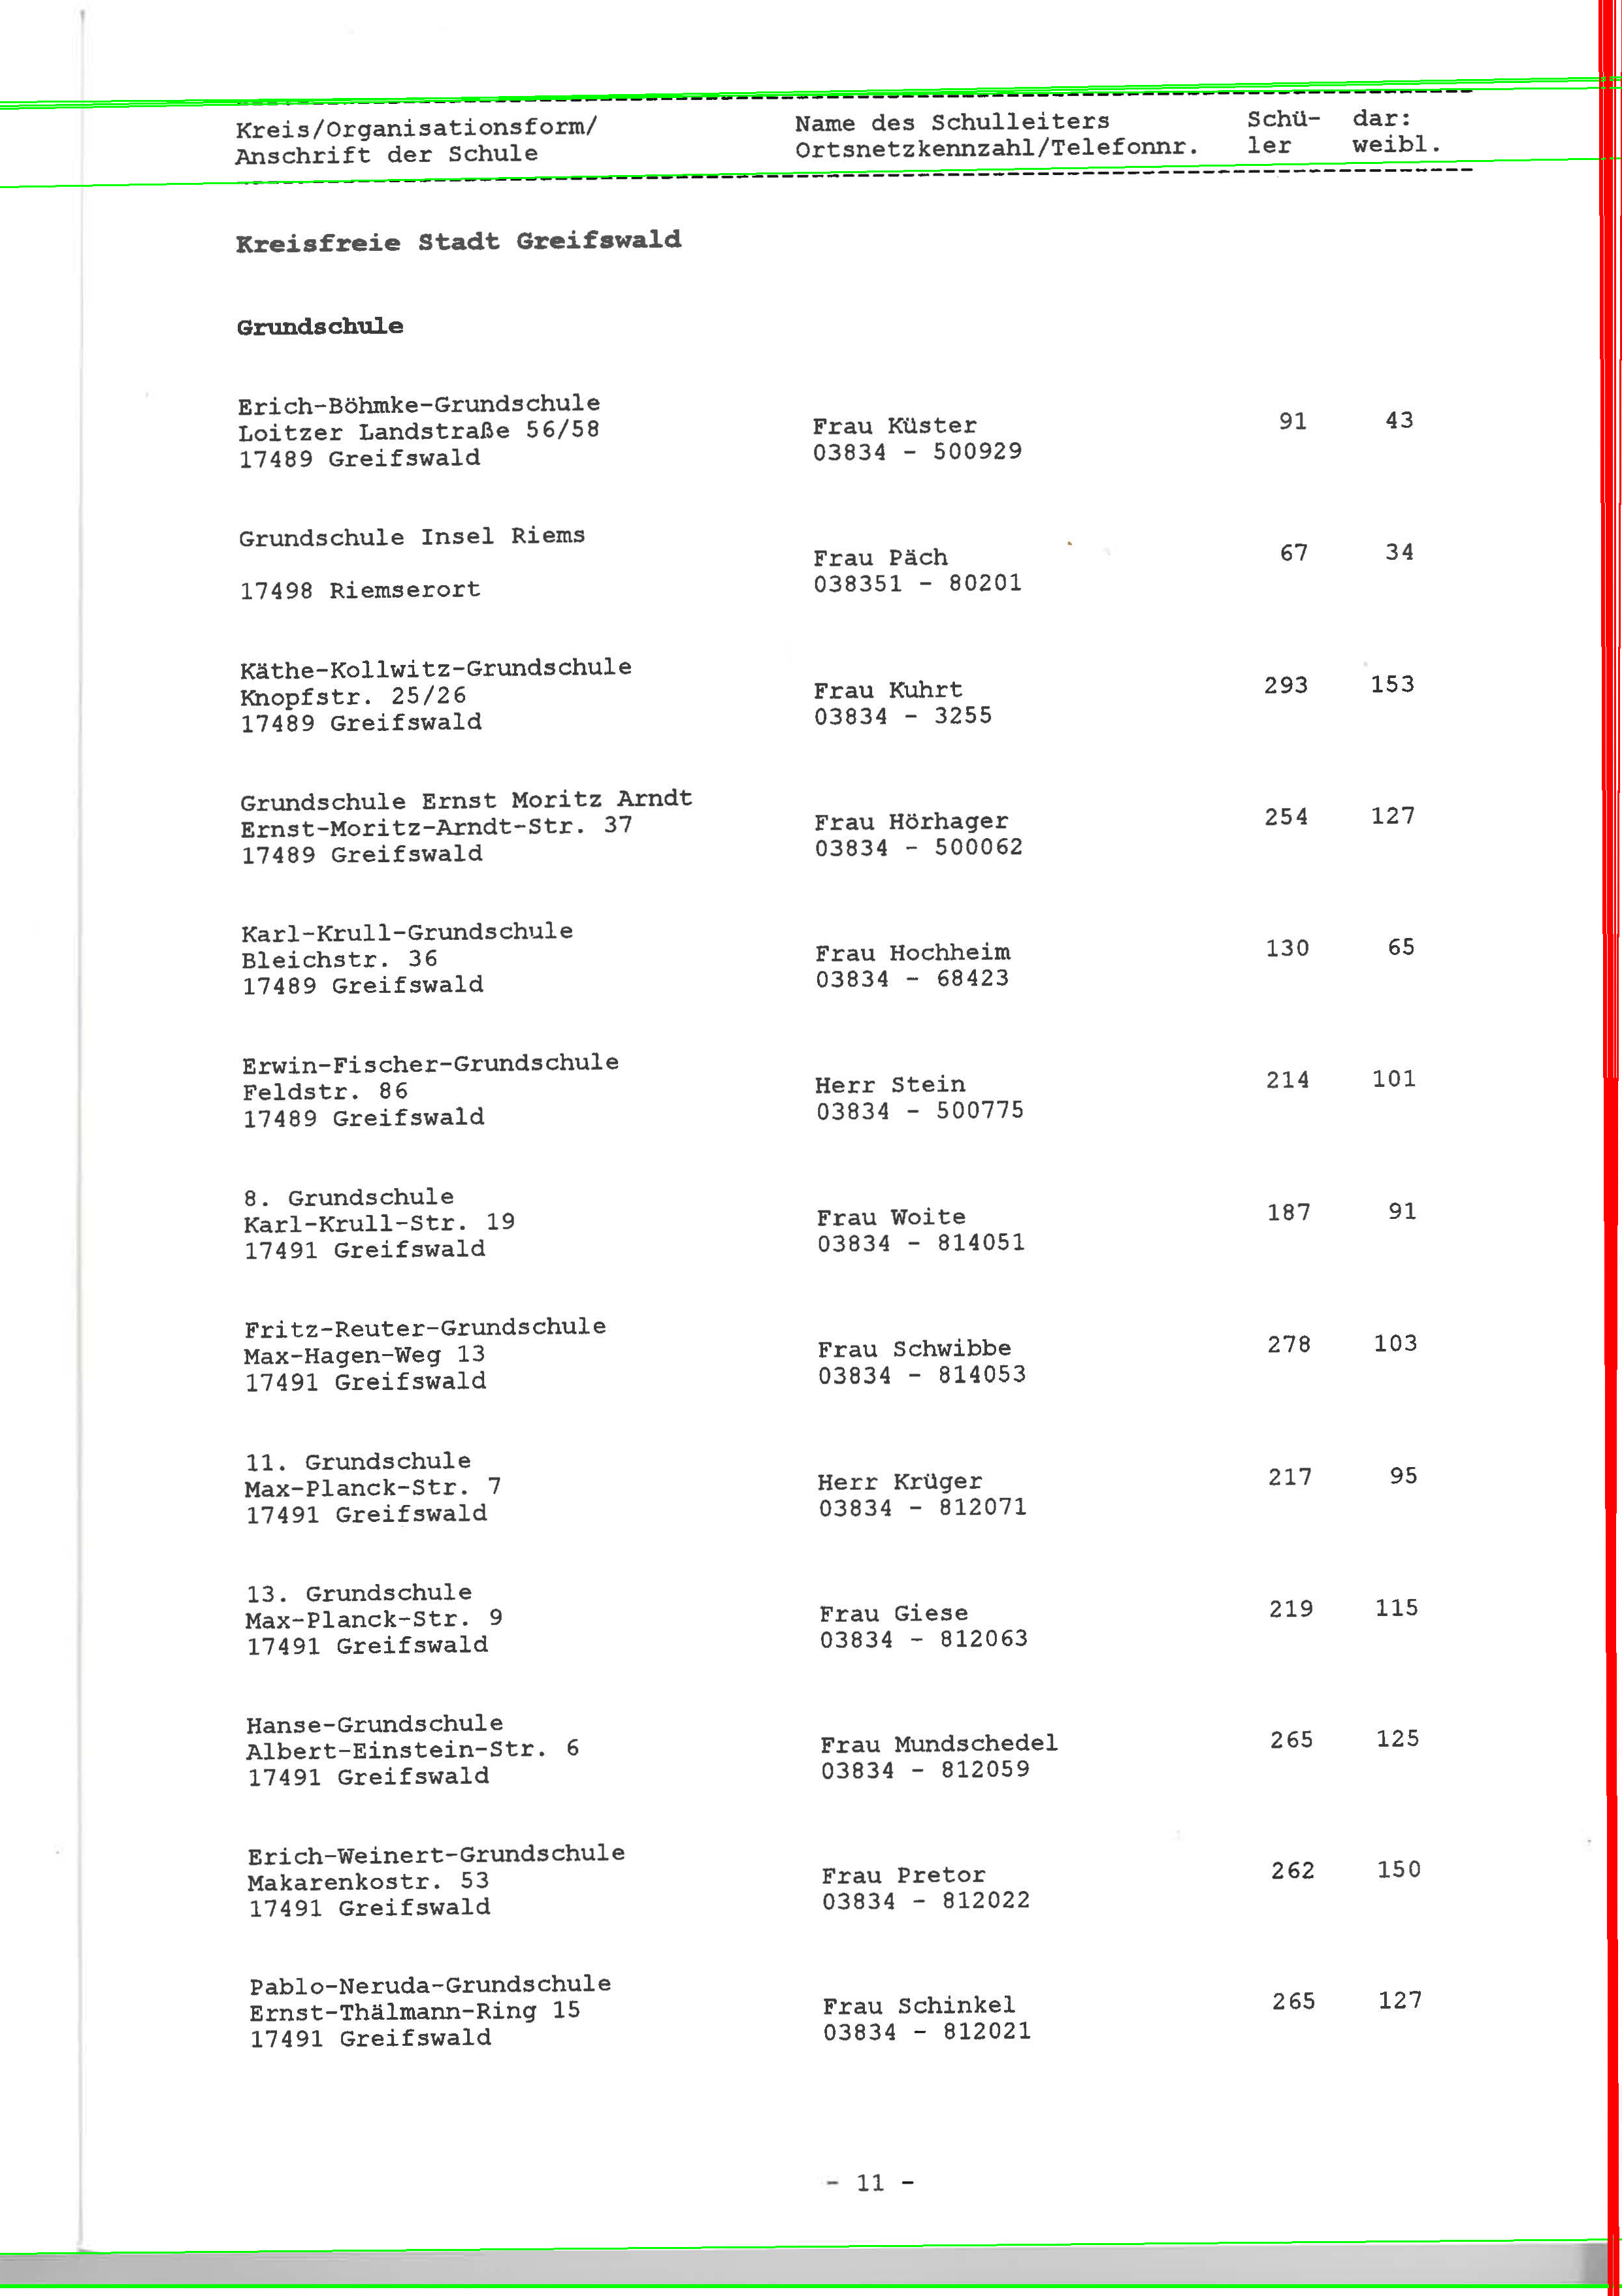 Kreis/Organisationsform/ Name des Schulleiters Schü- dar:
Anschrift der Schule Ortsnetzkennzahl/Telefonnr. ler weibl.
Kreisfreie Stadt Greifswald
Grundschule
Erich-Böhmke-Grundschule
Loitzer Landstraße 56/58 Frau Küster 91 43
17489 Greifswald 03834 - 500929
Grundschule Insel Riems
Frau Päch 67 34
17498 Riemserort 038351 - 80201
Käthe-Kollwitz-Grundschule
Knopfstr. 25/26 Frau Kuhrt 293 153
17489 Greifswald 03834 - 3255
Grundschule Ernst Moritz Arndt
Ernst-Moritz-Arndt-Str. 37 Frau Hörhager 254 127
17489 Greifswald 03834 - 500062
Karl-Krull-Grundschule
Bleichstr. 36 Frau Hochheim 130 65
17489 Greifswald 03834 - 68423
Erwin-Fischer-Grundschule
Feldstr. 86 Herr Stein 214 101
17489 Greifswald 03834 - 500775
8. Grundschule
Karl-Krull-Str. 19 Frau Woite 187 91
17491 Greifswald 03834 - 814051
Fritz-Reuter-Grundschule
Max-Hagen-Weg 13 Frau Schwibbe 278 103
17491 Greifswald 03834 - 814053
11. Grundschule
Max-Planck-Str. 7 Herr Krüger 217 95
17491 Greifswald 03834 - 812071
13. Grundschule
Max-Planck-Str. 9 Frau Giese 219 115
17491 Greifswald 03834 - 812063
Hanse-Grundschule
Albert-Einstein-Str. 6 Frau Mundschedel 265 125
17491 Greifswald 03834 - 812059
Erich-Weinert-Grundschule
Makarenkostr. 53 Frau Pretor 262 150
17491 Greifswald 03834 - 812022
Pablo-Neruda-Grundschule
Ernst-Thälmann-Ring 15 Frau Schinkel 265 127
17491 Greifswald 03834 - 812021
- 11 -